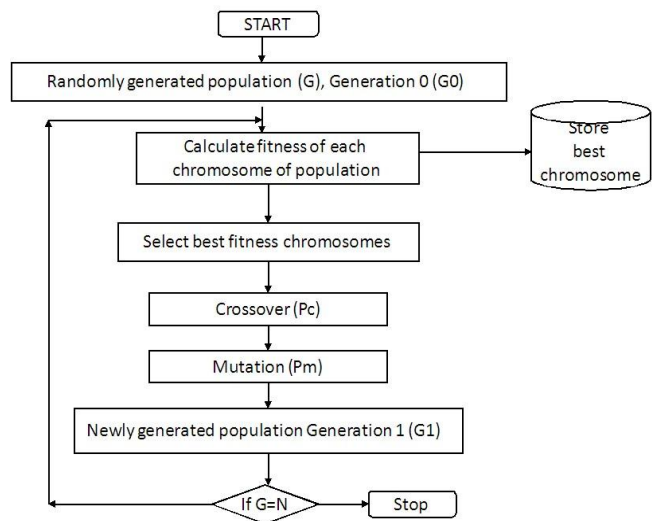 START
Randomly generated population (G), Generation 0 (G0)
Calculate fitness of each
chromosome of population
Store
best
chromosome
Select best fitness chromosomes
Crossover (Pc)
Mutation (Pm)
Newly generated population Generation 1 (G1)
If G=N
Stop